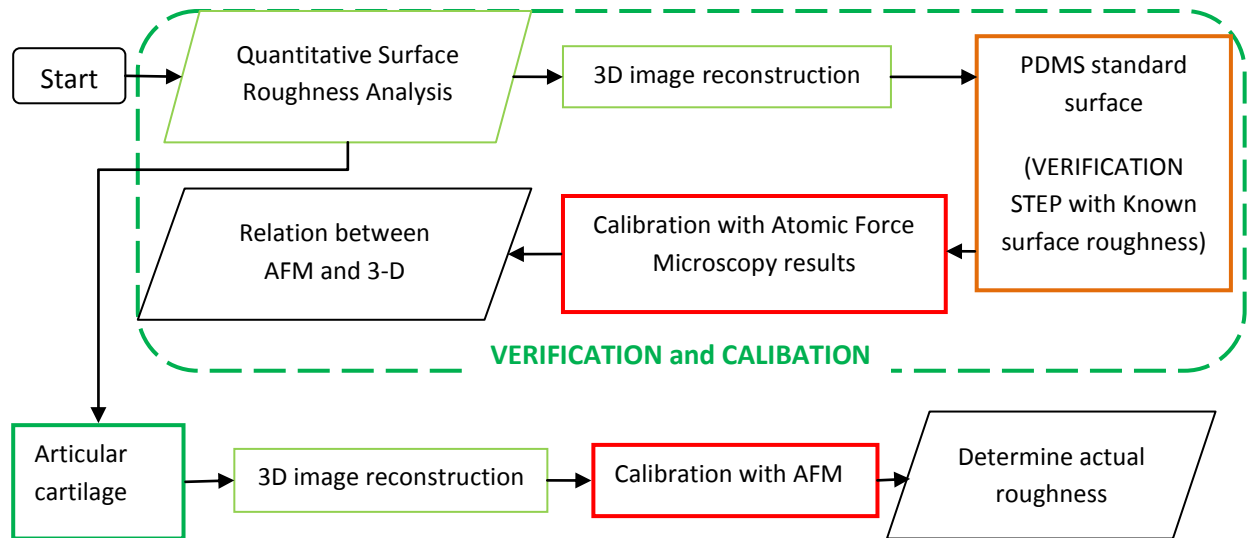 Start
Quantitative Surface
Roughness Analysis
3D image reconstruction
PDMS standard
surface
(VERIFICATION
STEP with Known
surface roughness)
Calibration with Atomic Force
Microscopy results
Relation between
AFM and 3-D
VERIFICATION and CALIBATION
Articular
cartilage
3D image reconstruction
Calibration with AFM
Determine actual
roughness